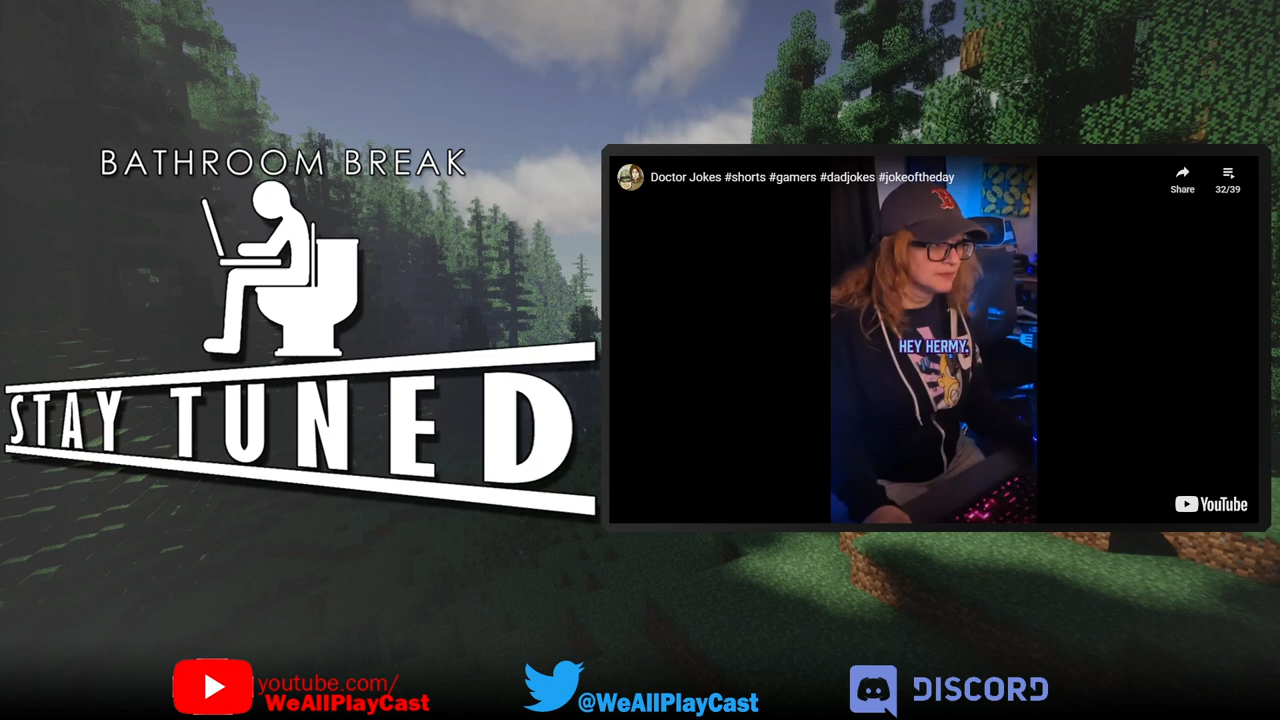 BATHROOM BREAK
STAY TUNED
Doctor Jokes #shorts #gamers #dadjokes #jokeoftheday
Share
32/39
B
HEY HERMY.
YouTube
youtube.com/
WeAllPlayCast
@WeAllPlayCast
DISCORD